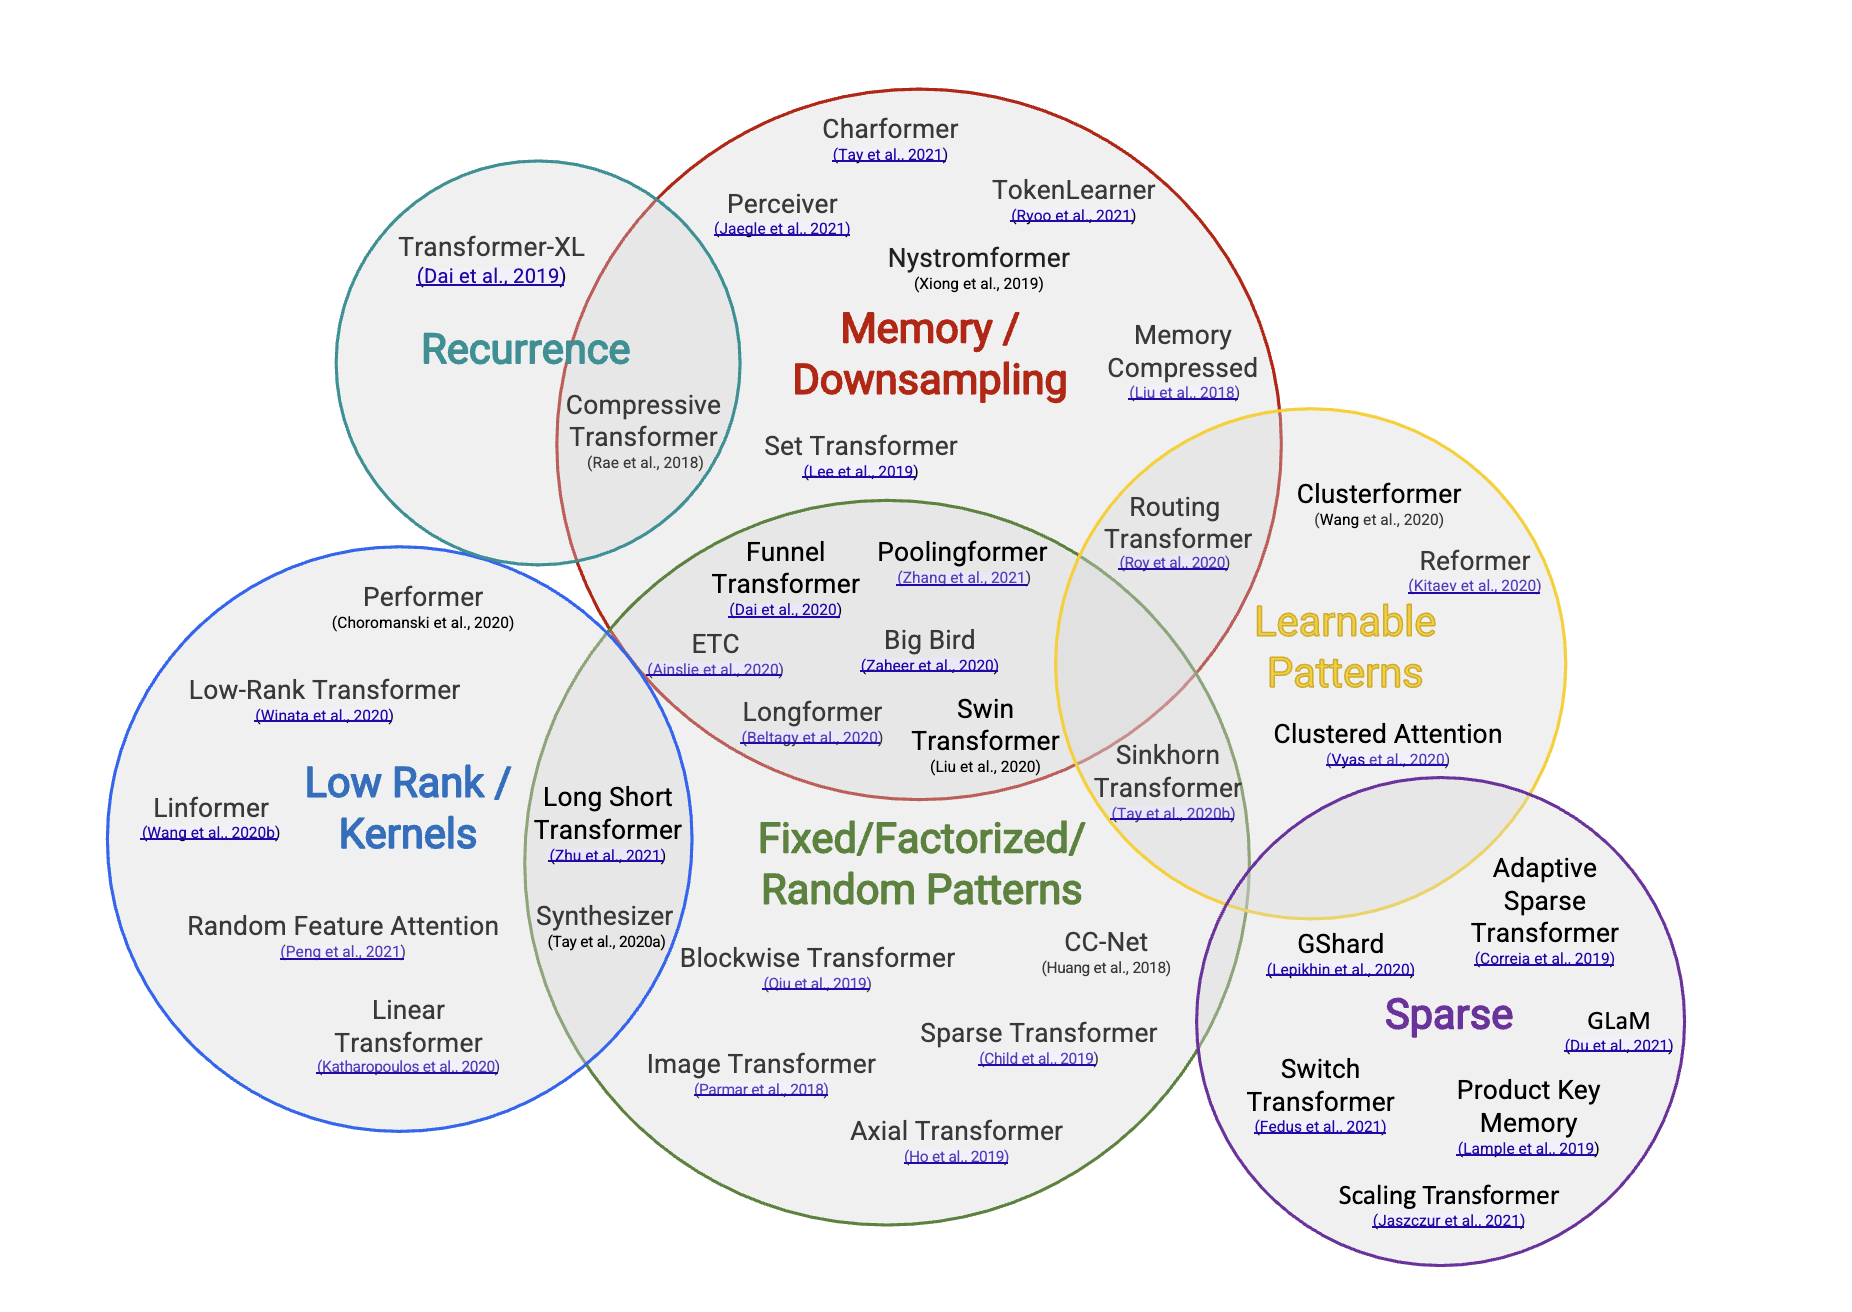 Charformer
(Tay et al.. 2021)
Perceiver
(Jaegle et al.. 2021)
TokenLearner
(Ryoo et al., 2021)
Nystromformer
(Xiong et al., 2019)
Transformer-XL
(Dai et al., 2019)
Recurrence
Memory /
Downsampling
Memory
Compressed
(Liu et al.. 2018)
Compressive
Transformer
(Rae et al., 2018)
Set Transformer
(Lee et al., 2019)
Routing
Transformer
(Roy et al.. 2020)
Clusterformer
(Wang et al., 2020)
Reformer
(Kitaev et al., 2020)
Learnable
Patterns
Clustered Attention
(Vyas et al., 2020)
Funnel
Transformer
(Dai et al., 2020)
Poolingformer
(Zhang et al., 2021)
ETC
(Ainslie et al., 2020)
Big Bird
(Zaheer et al., 2020)
Longformer
(Beltagy et al., 2020)
Swin
Transformer
(Liu et al., 2020)
Sinkhorn
Transformer
(Tay et al., 2020b)
Performer
(Choromanski et al., 2020)
Low-Rank Transformer
(Winata et al., 2020)
Low Rank /
Kernels
Linformer
(Wang et al., 2020b)
Long Short
Transformer
(Zhu et al., 2021)
Synthesizer
(Tay et al., 2020a)
Random Feature Attention
(Peng et al., 2021)
Linear
Transformer
(Katharopoulos et al.. 2020)
Fixed/Factorized/
Random Patterns
Blockwise Transformer
(Qiu et al., 2019)
CC-Net
(Huang et al., 2018)
Sparse Transformer
(Child et al.. 2019)
Image Transformer
(Parmar et al., 2018)
Axial Transformer
(Ho et al.. 2019)
Adaptive
Sparse
Transformer
(Correia et al., 2019)
GShard
(Lepikhin et al., 2020)
Sparse
GLaM
(Du et al., 2021)
Switch
Transformer
(Fedus et al.. 2021)
Product Key
Memory
(Lample et al.. 2019)
Scaling Transformer
(Jaszczur et al.. 2021)